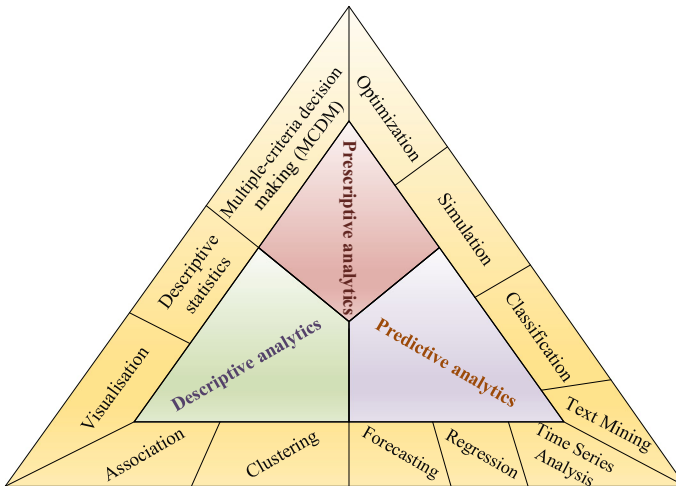 Multiple-criteria decision
making (MCDM)
Optimization
Prescriptive analytics
Simulation
Descriptive
statistics
Classification
Visualisation
Descriptive analytics
Predictive analytics
Text Mining
Association
Clustering
Forecasting
Regression
Time Series
Analysis